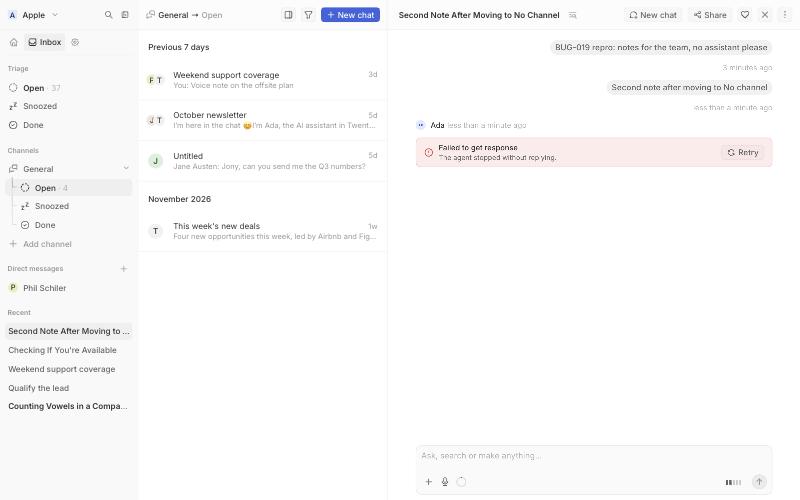 A Apple
Inbox
Triage
Open · 37
Snoozed
Done
Channels
General
Open · 4
Snoozed
Done
Add channel
Direct messages
P Phil Schiler
Recent
Second Note After Moving to ...
Checking If You're Available
Weekend support coverage
Qualify the lead
Counting Vowels in a Compa...
General → Open
New chat
Previous 7 days
F T Weekend support coverage 3d
You: Voice note on the offsite plan
J T October newsletter 5d
I'm here in the chat 😊I'm Ada, the AI assistant in Twent...
J Untitled 5d
Jane Austen: Jony, can you send me the Q3 numbers?
November 2026
T This week's new deals 1w
Four new opportunities this week, led by Airbnb and Fig...
Second Note After Moving to No Channel
New chat
Share
BUG-019 repro: notes for the team, no assistant please
3 minutes ago
Second note after moving to No channel
less than a minute ago
Ada less than a minute ago
Failed to get response
The agent stopped without replying.
Retry
Ask, search or make anything...